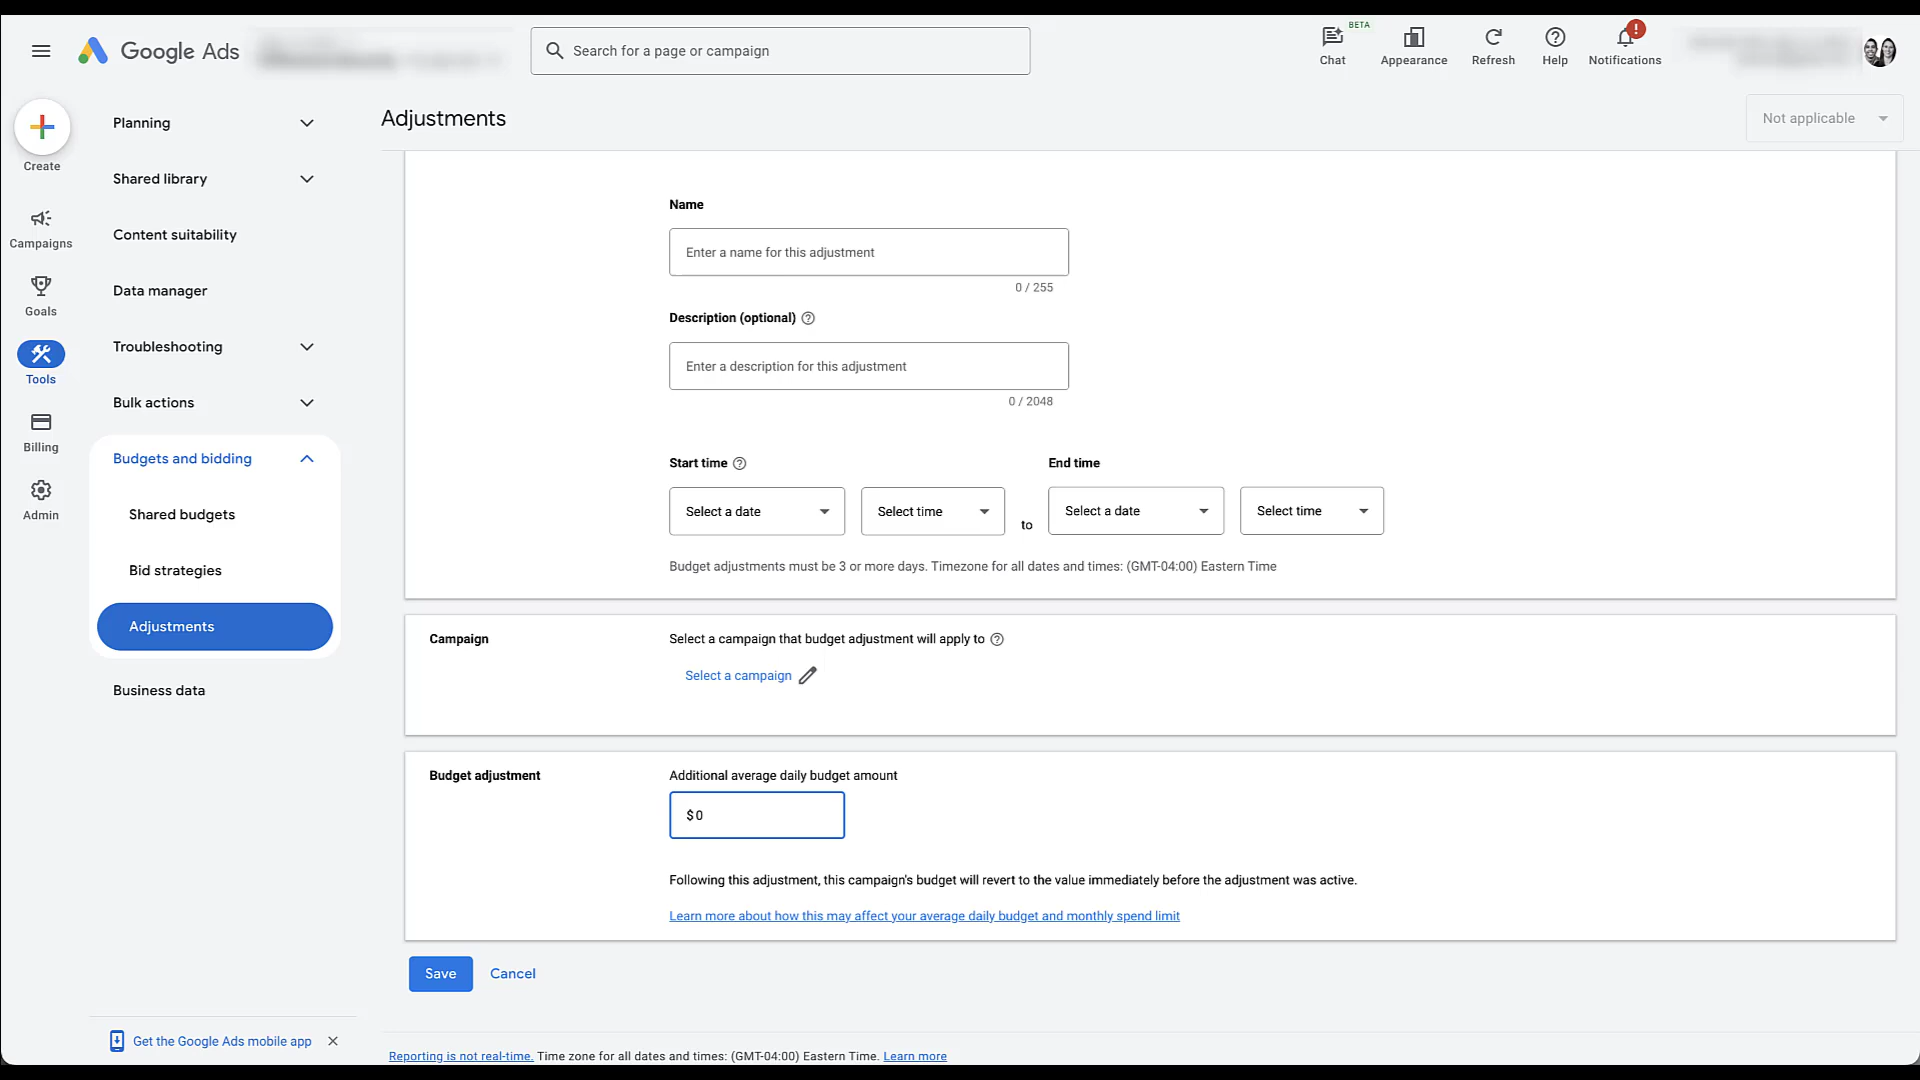 Google Ads
Search for a page or campaign
BETA
Chat
Appearance
Refresh
Help
!
Notifications
Create
Campaigns
Goals
Tools
Billing
Admin
Planning
Shared library
Content suitability
Data manager
Troubleshooting
Bulk actions
Budgets and bidding
Shared budgets
Bid strategies
Adjustments
Business data
Get the Google Ads mobile app
Adjustments
Not applicable
Name
Enter a name for this adjustment
0 / 255
Description (optional)
Enter a description for this adjustment
0 / 2048
Start time
End time
Select a date
Select time
to
Select a date
Select time
Budget adjustments must be 3 or more days. Timezone for all dates and times: (GMT-04:00) Eastern Time
Campaign
Select a campaign that budget adjustment will apply to
Select a campaign
Budget adjustment
Additional average daily budget amount
$0
Following this adjustment, this campaign's budget will revert to the value immediately before the adjustment was active.
Learn more about how this may affect your average daily budget and monthly spend limit
Save
Cancel
Reporting is not real-time. Time zone for all dates and times: (GMT-04:00) Eastern Time. Learn more